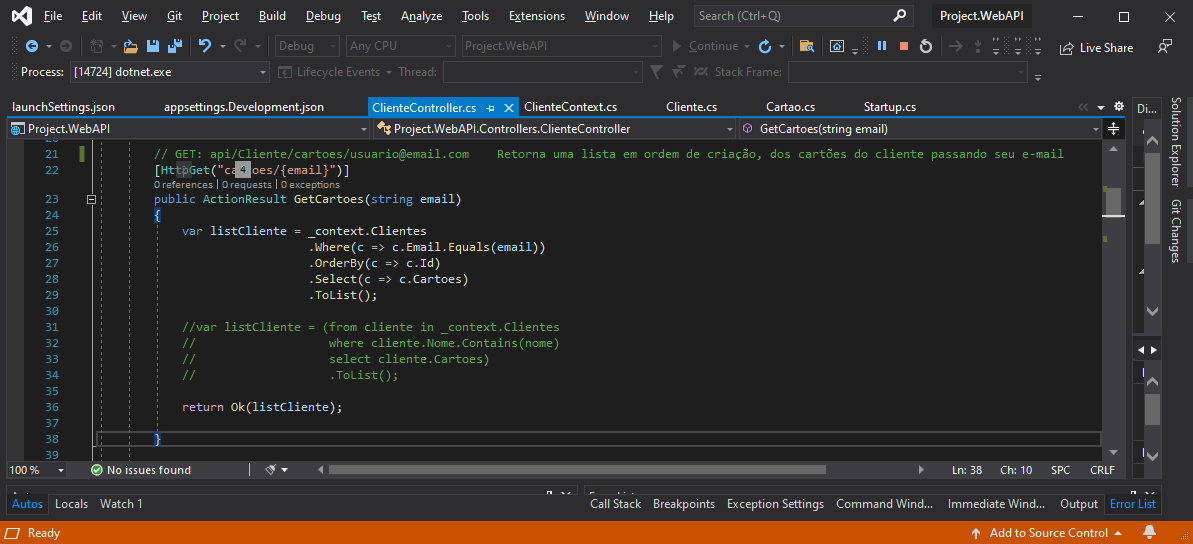 File Edit View Git Project Build Debug Test Analyze Tools Extensions Window Help Search (Ctrl+Q) Project.WebAPI
Debug Any CPU Project.WebAPI Continue Live Share
Process: [14724] dotnet.exe Lifecycle Events Thread: Stack Frame:
launchSettings.json appsettings.Development.json ClienteController.cs ClienteContext.cs Cliente.cs Cartao.cs Startup.cs Di...
Project.WebAPI Project.WebAPI.Controllers.ClienteController GetCartoes(string email)
21 // GET: api/Cliente/cartoes/usuario@email.com Retorna uma lista em ordem de criação, dos cartões do cliente passando seu e-mail
22 [HttpGet("ca 4 oes/{email}")]
0 references | 0 requests | 0 exceptions
23 public ActionResult GetCartoes(string email)
24 {
25 var listCliente = _context.Clientes
26 .Where(c => c.Email.Equals(email))
27 .OrderBy(c => c.Id)
28 .Select(c => c.Cartoes)
29 .ToList();
30
31 //var listCliente = (from cliente in _context.Clientes
32 // where cliente.Nome.Contains(nome)
33 // select cliente.Cartoes)
34 // .ToList();
35
36 return Ok(listCliente);
37
38 }
39
Solution Explorer
Git Changes
100 % No issues found Ln: 38 Ch: 10 SPC CRLF
Autos Locals Watch 1 Call Stack Breakpoints Exception Settings Command Wind... Immediate Wind... Output Error List
Ready Add to Source Control